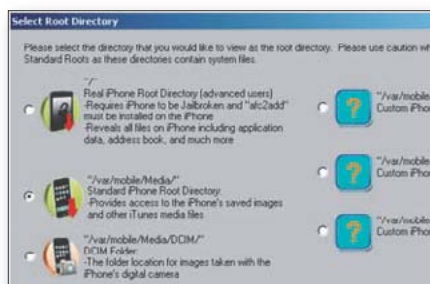 Select Root Directory
Please select the directory that you would like to view as the root directory. Please use caution
Standard Roots as these directories contain system files.
"/"
Real iPhone Root Directory (advanced users)
-Requires iPhone to be Jailbroken and "afc2add"
must be installed on the iPhone
-Reveals all files on iPhone including application
data, address book, and much more
"/var/mobile/Media/"
Standard iPhone Root Directory:
-Provides access to the iPhone's saved images
and other iTunes media files
"/var/mobile/Media/DCIM/"
DCIM Folder:
-The folder location for images taken with the
iPhone's digital camera
"/var/mobile
Custom iPho
"/var/mobile
Custom iPho
"/var/mobile
Custom iPho